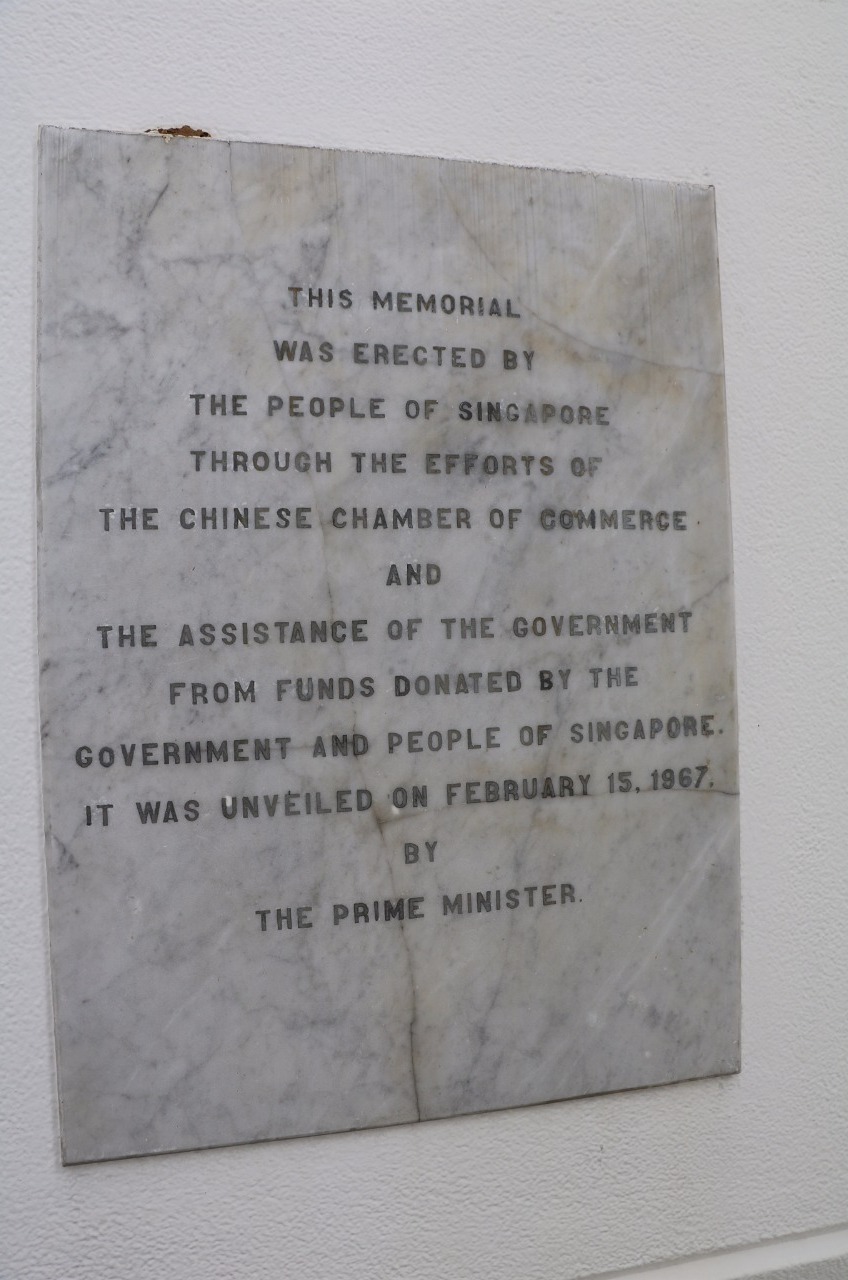 THIS MEMORIAL
WAS ERECTED BY
THE PEOPLE OF SINGAPORE
THROUGH THE EFFORTS OF
THE CHINESE CHAMBER OF COMMERCE
AND
THE ASSISTANCE OF THE GOVERNMENT
FROM FUNDS DONATED BY THE
GOVERNMENT AND PEOPLE OF SINGAPORE.
IT WAS UNVEILED ON FEBRUARY 15, 1967.
BY
THE PRIME MINISTER.